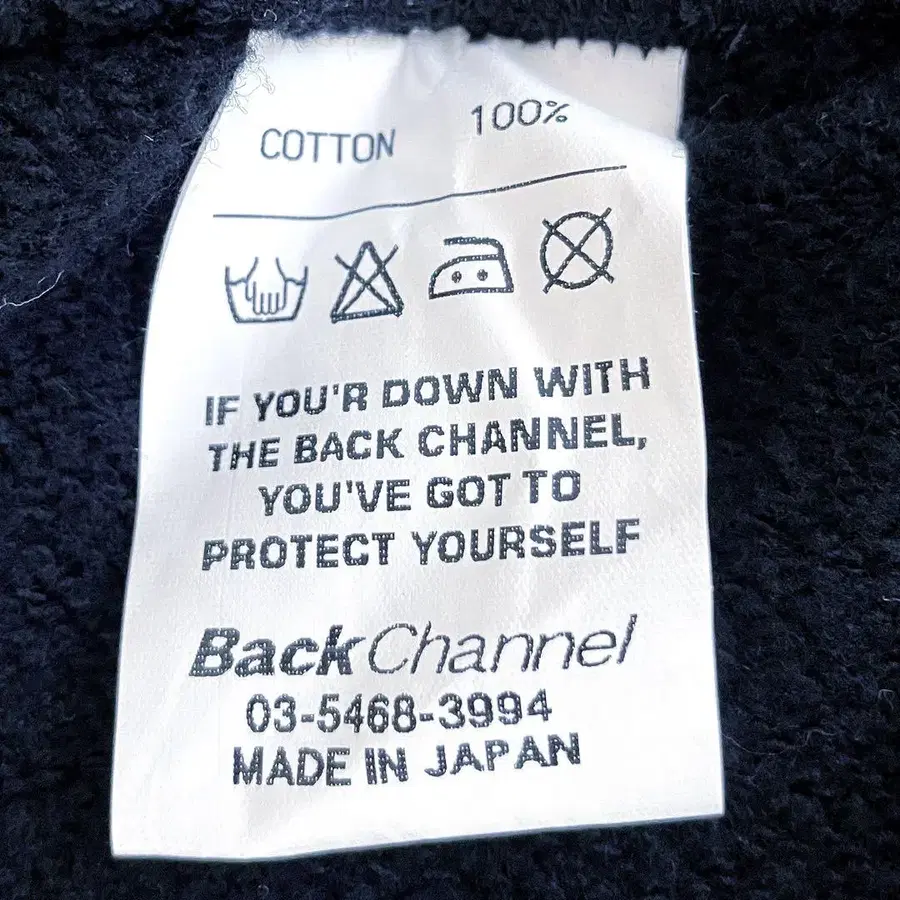 COTTON 100%
IF YOU'R DOWN WITH
THE BACK CHANNEL,
YOU'VE GOT TO
PROTECT YOURSELF
BackChannel
03-5468-3994
MADE IN JAPAN